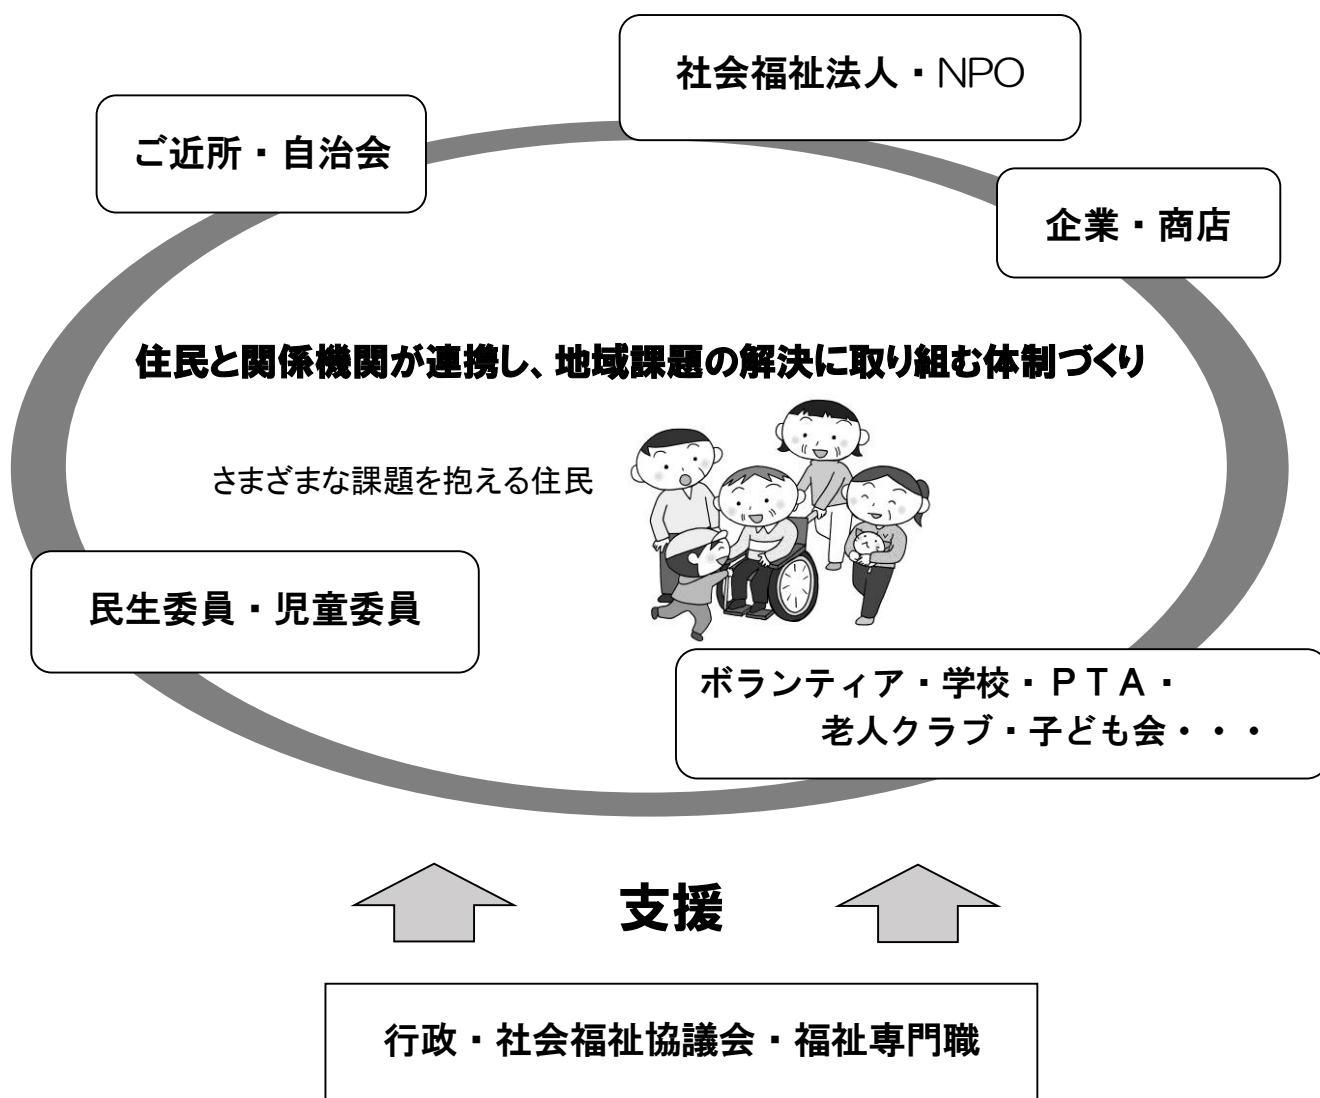 社会福祉法人・NPO
ご近所・自治会
企業・商店
住民と関係機関が連携し、地域課題の解決に取り組む体制づくり
さまざまな課題を抱える住民
民生委員・児童委員
ボランティア・学校・ＰＴＡ・
老人クラブ・子ども会・・・
支援
行政・社会福祉協議会・福祉専門職